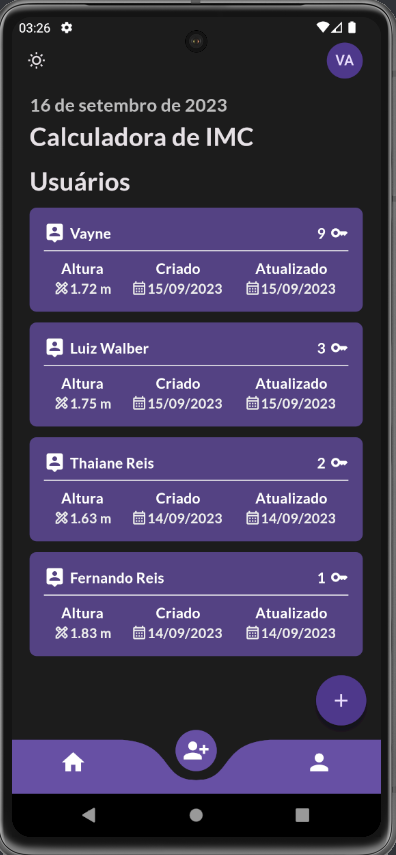 03:26
VA
16 de setembro de 2023
Calculadora de IMC
Usuários
Vayne 9
Altura Criado Atualizado
1.72 m 15/09/2023 15/09/2023
Luiz Walber 3
Altura Criado Atualizado
1.75 m 15/09/2023 15/09/2023
Thaiane Reis 2
Altura Criado Atualizado
1.63 m 14/09/2023 14/09/2023
Fernando Reis 1
Altura Criado Atualizado
1.83 m 14/09/2023 14/09/2023